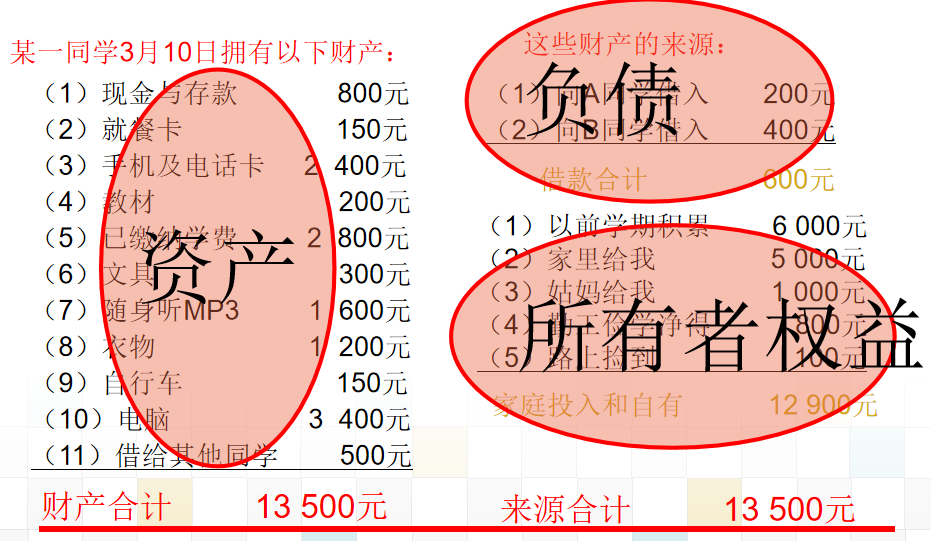 某一同学3月10日拥有以下财产：
（1）现金与存款 800元
（2）就餐卡 150元
（3）手机及电话卡 2 400元
（4）教材 200元
（5）已缴纳学费 2 800元
（6）文具 300元
（7）随身听MP3 1 600元
（8）衣物 1 200元
（9）自行车 150元
（10）电脑 3 400元
（11）借给其他同学 500元
财产合计 13 500元
资产
这些财产的来源：
（1）向A同学借入 200元
（2）向B同学借入 400元
借款合计 600元
负债
（1）以前学期积累 6 000元
（2）家里给我 5 000元
（3）姑妈给我 1 000元
（4）勤工俭学净得 800元
（5）路上捡到 100元
家庭投入和自有 12 900元
所有者权益
来源合计 13 500元